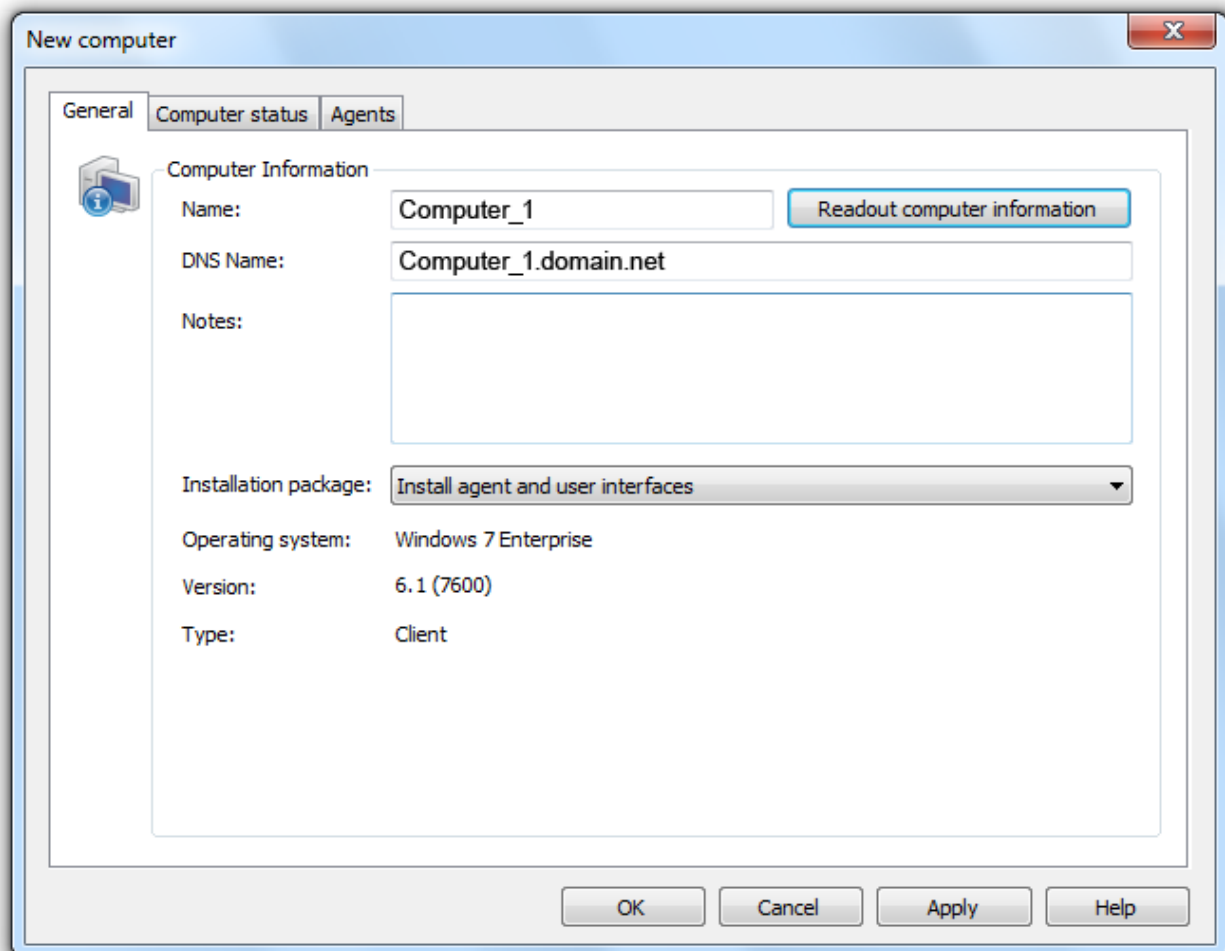 New computer
General Computer status Agents
Computer Information
Name: Computer_1 Readout computer information
DNS Name: Computer_1.domain.net
Notes:
Installation package: Install agent and user interfaces
Operating system: Windows 7 Enterprise
Version: 6.1 (7600)
Type: Client
OK Cancel Apply Help